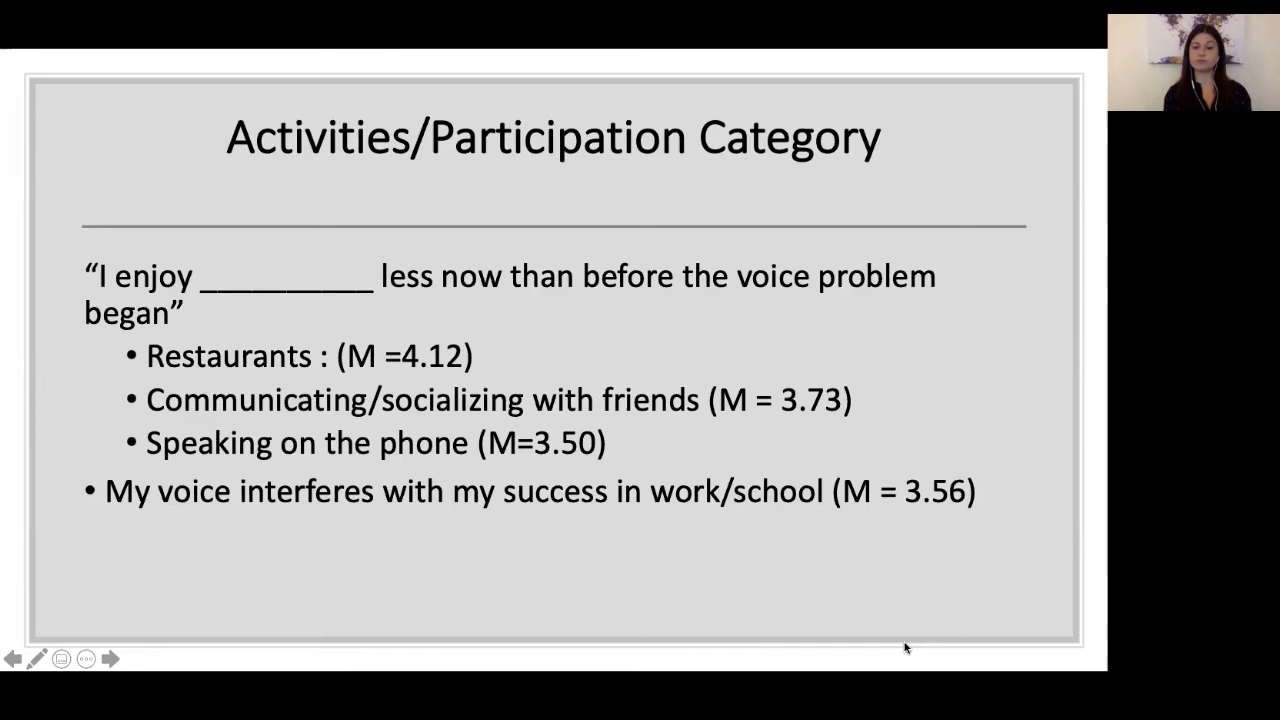 Activities/Participation Category
“I enjoy __________ less now than before the voice problem
began”
• Restaurants : (M =4.12)
• Communicating/socializing with friends (M = 3.73)
• Speaking on the phone (M=3.50)
• My voice interferes with my success in work/school (M = 3.56)